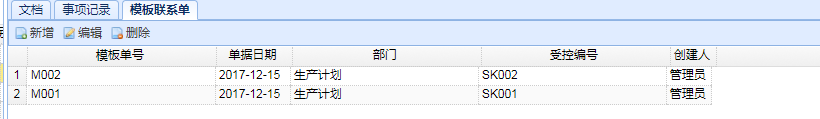 文档 事项记录 模板联系单
新增 编辑 删除
模板单号 单据日期 部门 受控编号 创建人
1 M002 2017-12-15 生产计划 SK002 管理员
2 M001 2017-12-15 生产计划 SK001 管理员